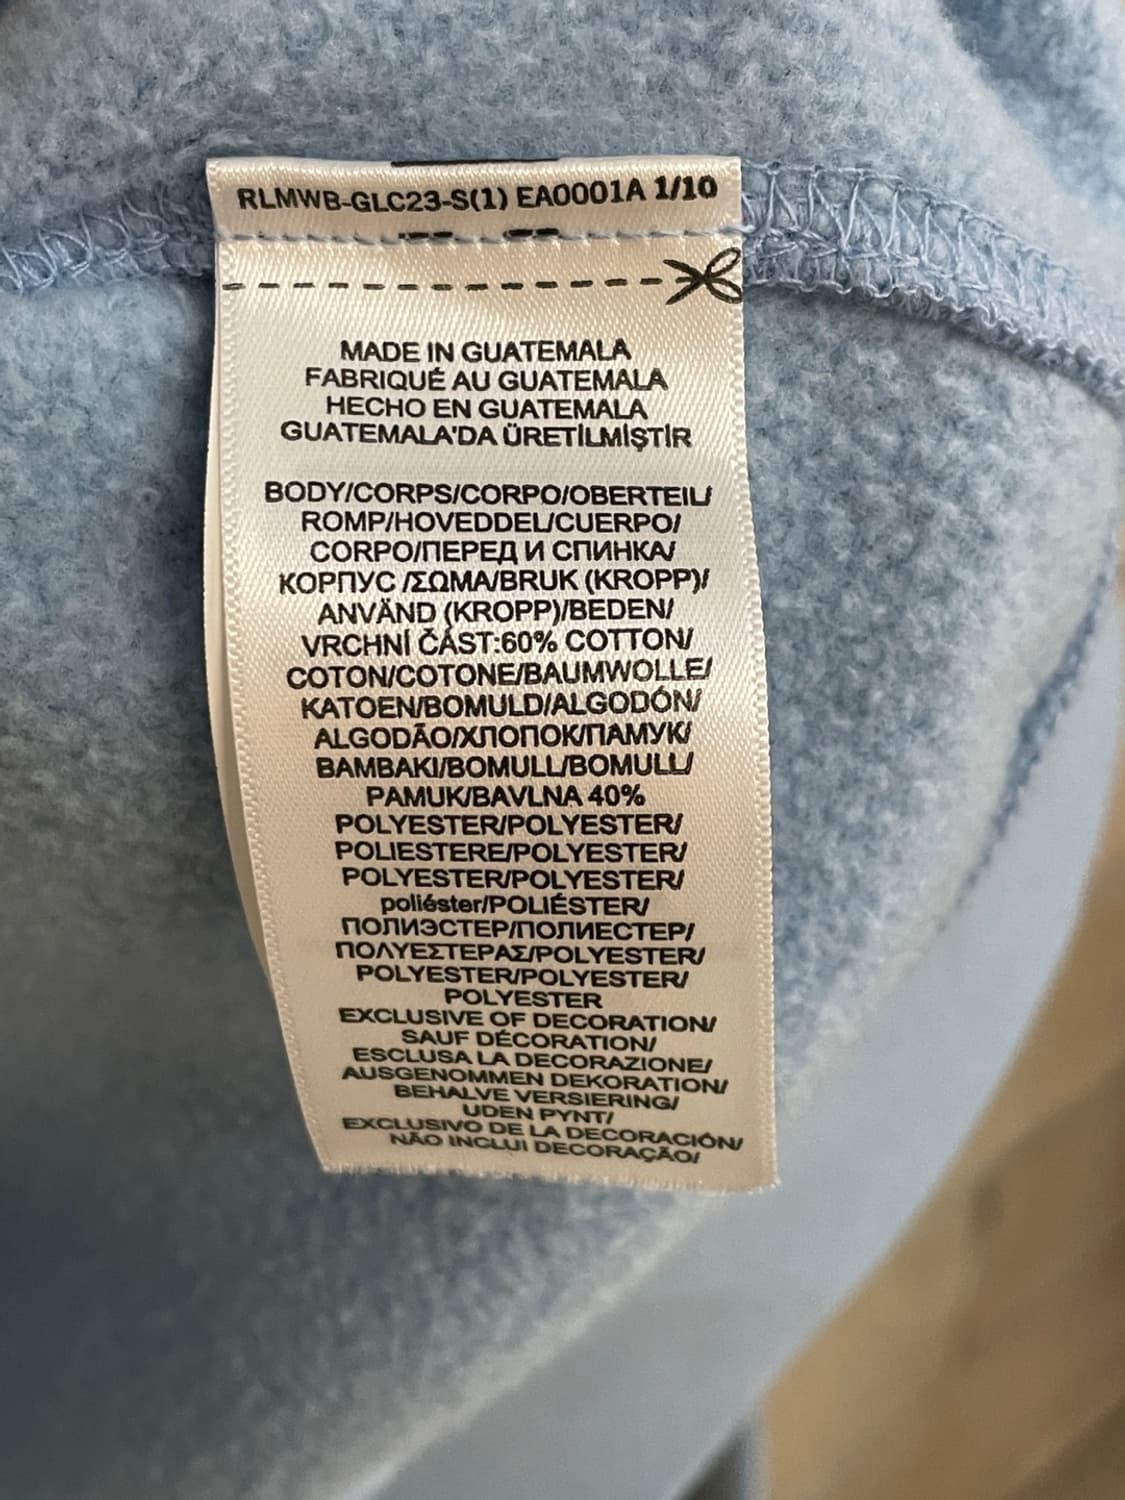 RLMWB-GLC23-S(1) EA0001A 1/10
MADE IN GUATEMALA
FABRIQUÉ AU GUATEMALA
HECHO EN GUATEMALA
GUATEMALA'DA ÜRETİLMİŞTİR
BODY/CORPS/CORPO/OBERTEIL/
ROMP/HOVEDDEL/CUERPO/
CORPO/ПЕРЕД И СПИНКА/
КОРПУС /ΣΩΜΑ/BRUK (KROPP)/
ANVÄND (KROPP)/BEDEN/
VRCHNÍ ČÁST:60% COTTON/
COTON/COTONE/BAUMWOLLE/
KATOEN/BOMULD/ALGODÓN/
ALGODÃO/ХЛОПОК/ПАМУК/
BAMBAKI/BOMULL/BOMULL/
PAMUK/BAVLNA 40%
POLYESTER/POLYESTER/
POLIESTERE/POLYESTER/
POLYESTER/POLYESTER/
poliéster/POLIÉSTER/
ПОЛИЭСТЕР/ПОЛИЕСТЕР/
ΠΟΛΥΕΣΤΕΡΑΣ/POLYESTER/
POLYESTER/POLYESTER/
POLYESTER
EXCLUSIVE OF DECORATION/
SAUF DÉCORATION/
ESCLUSA LA DECORAZIONE/
AUSGENOMMEN DEKORATION/
BEHALVE VERSIERING/
UDEN PYNT/
EXCLUSIVO DE LA DECORACIÓN/
NÃO INCLUI DECORAÇÃO/